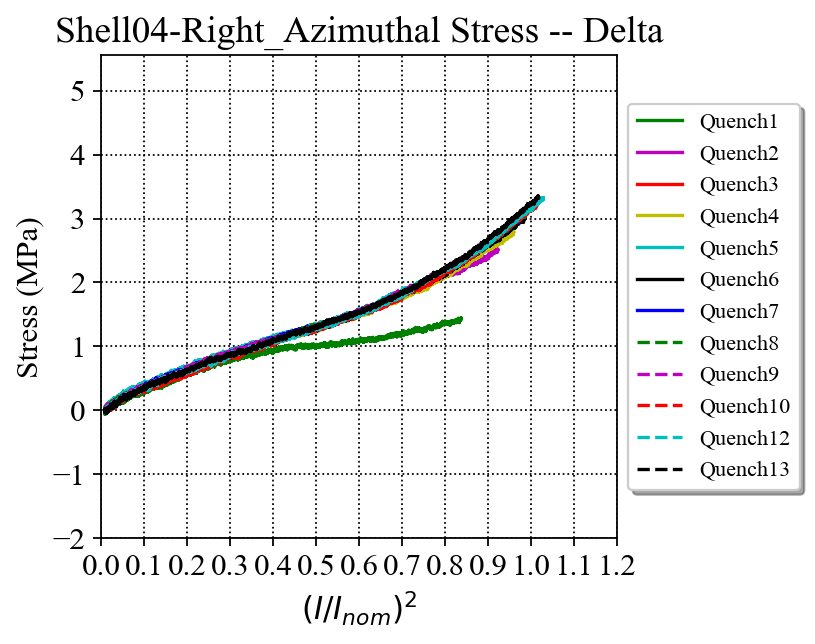 Shell04-Right_Azimuthal Stress -- Delta
Stress (MPa)
5
4
3
2
1
0
−1
−2
0.0 0.1 0.2 0.3 0.4 0.5 0.6 0.7 0.8 0.9 1.0 1.1 1.2
(I/I_{nom})^2
Quench1
Quench2
Quench3
Quench4
Quench5
Quench6
Quench7
Quench8
Quench9
Quench10
Quench12
Quench13